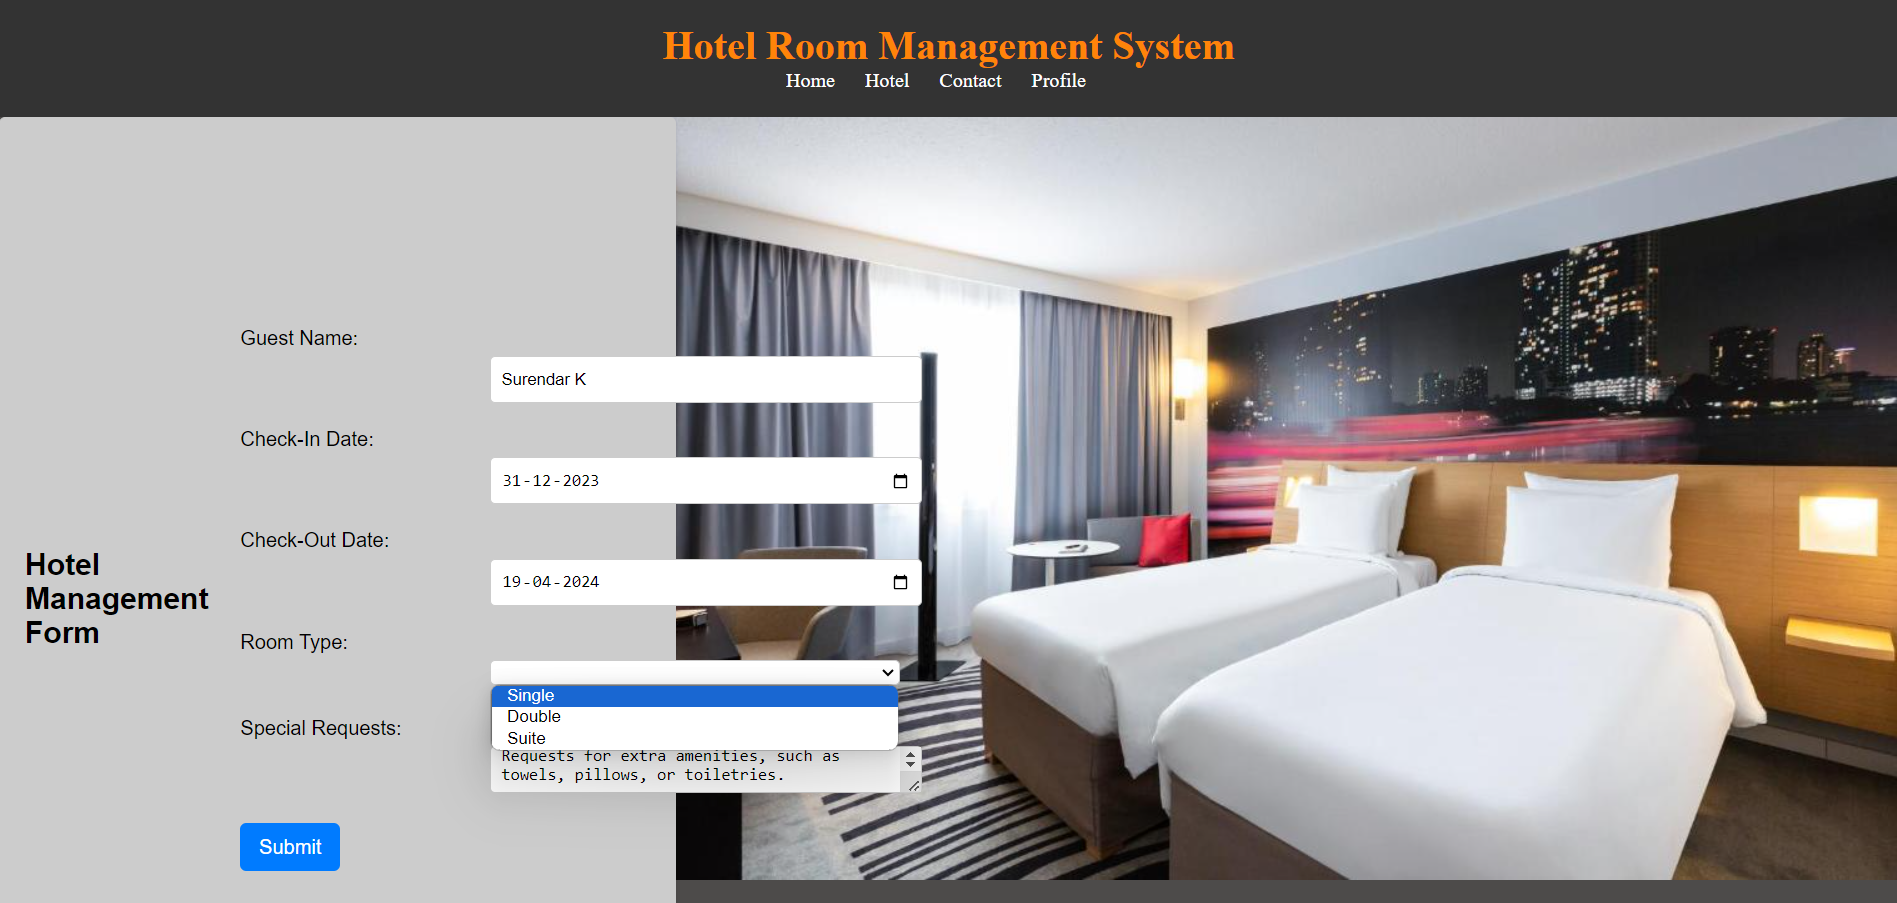 Hotel Room Management System
Home Hotel Contact Profile
Hotel
Management
Form
Guest Name:
Surendar K
Check-In Date:
31-12-2023
Check-Out Date:
19-04-2024
Room Type:
Single
Double
Suite
Special Requests:
Requests for extra amenities, such as
towels, pillows, or toiletries.
Submit